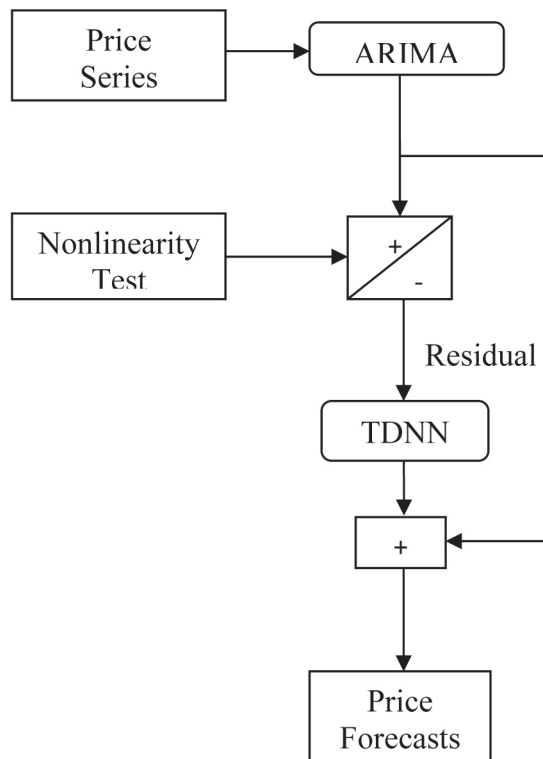 Price
Series
ARIMA
Nonlinearity
Test
+
-
Residual
TDNN
+
Price
Forecasts